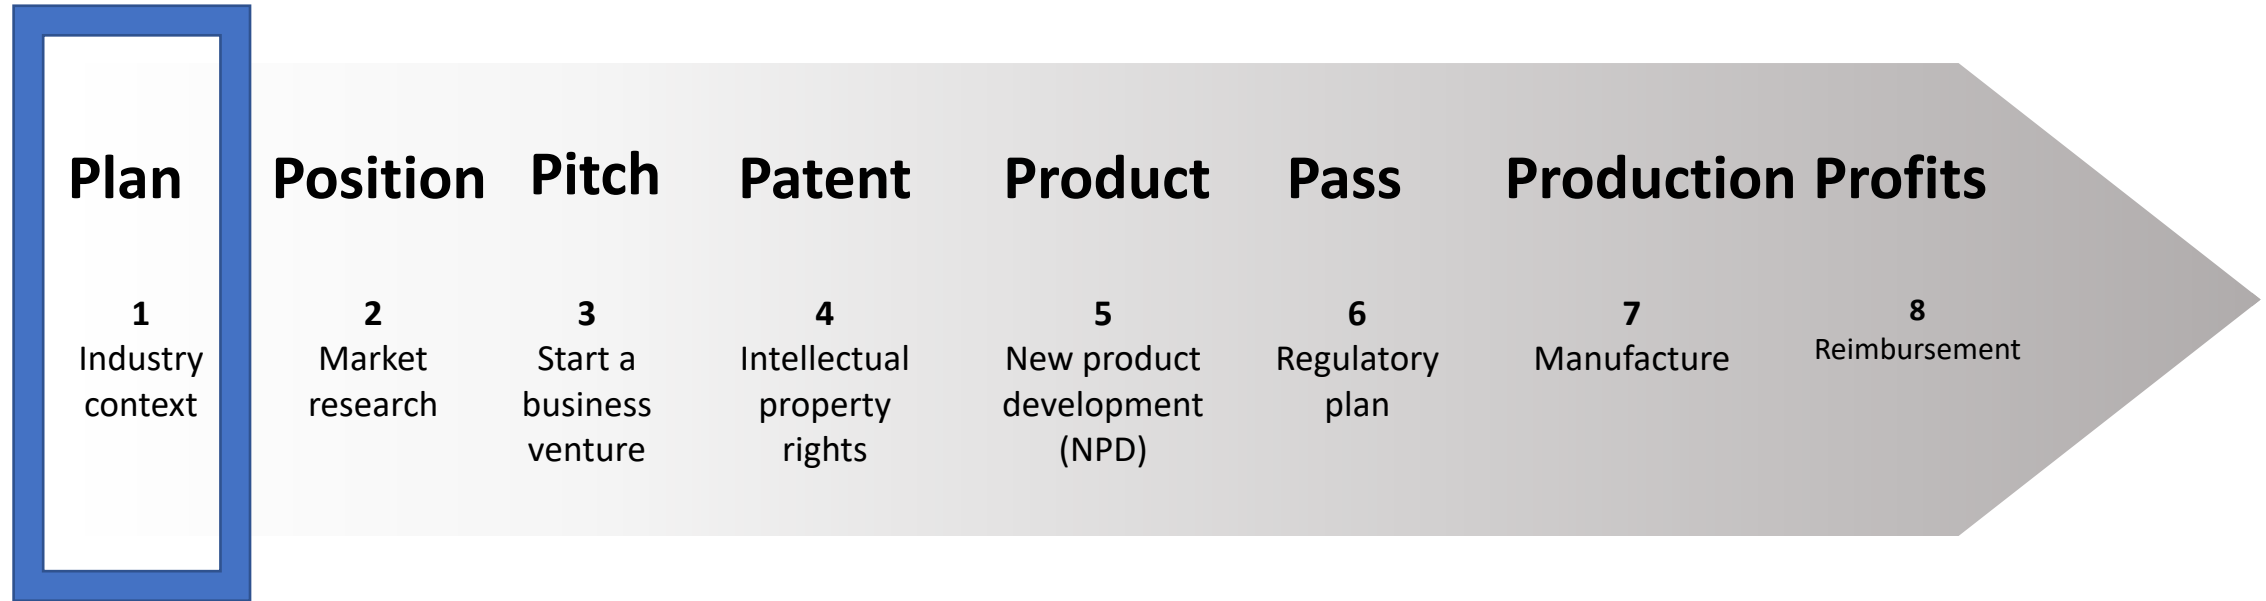 Plan
Position
Pitch
Patent
Product
Pass
Production
Profits
1
Industry
context
2
Market
research
3
Start a
business
venture
4
Intellectual
property
rights
5
New product
development
(NPD)
6
Regulatory
plan
7
Manufacture
8
Reimbursement